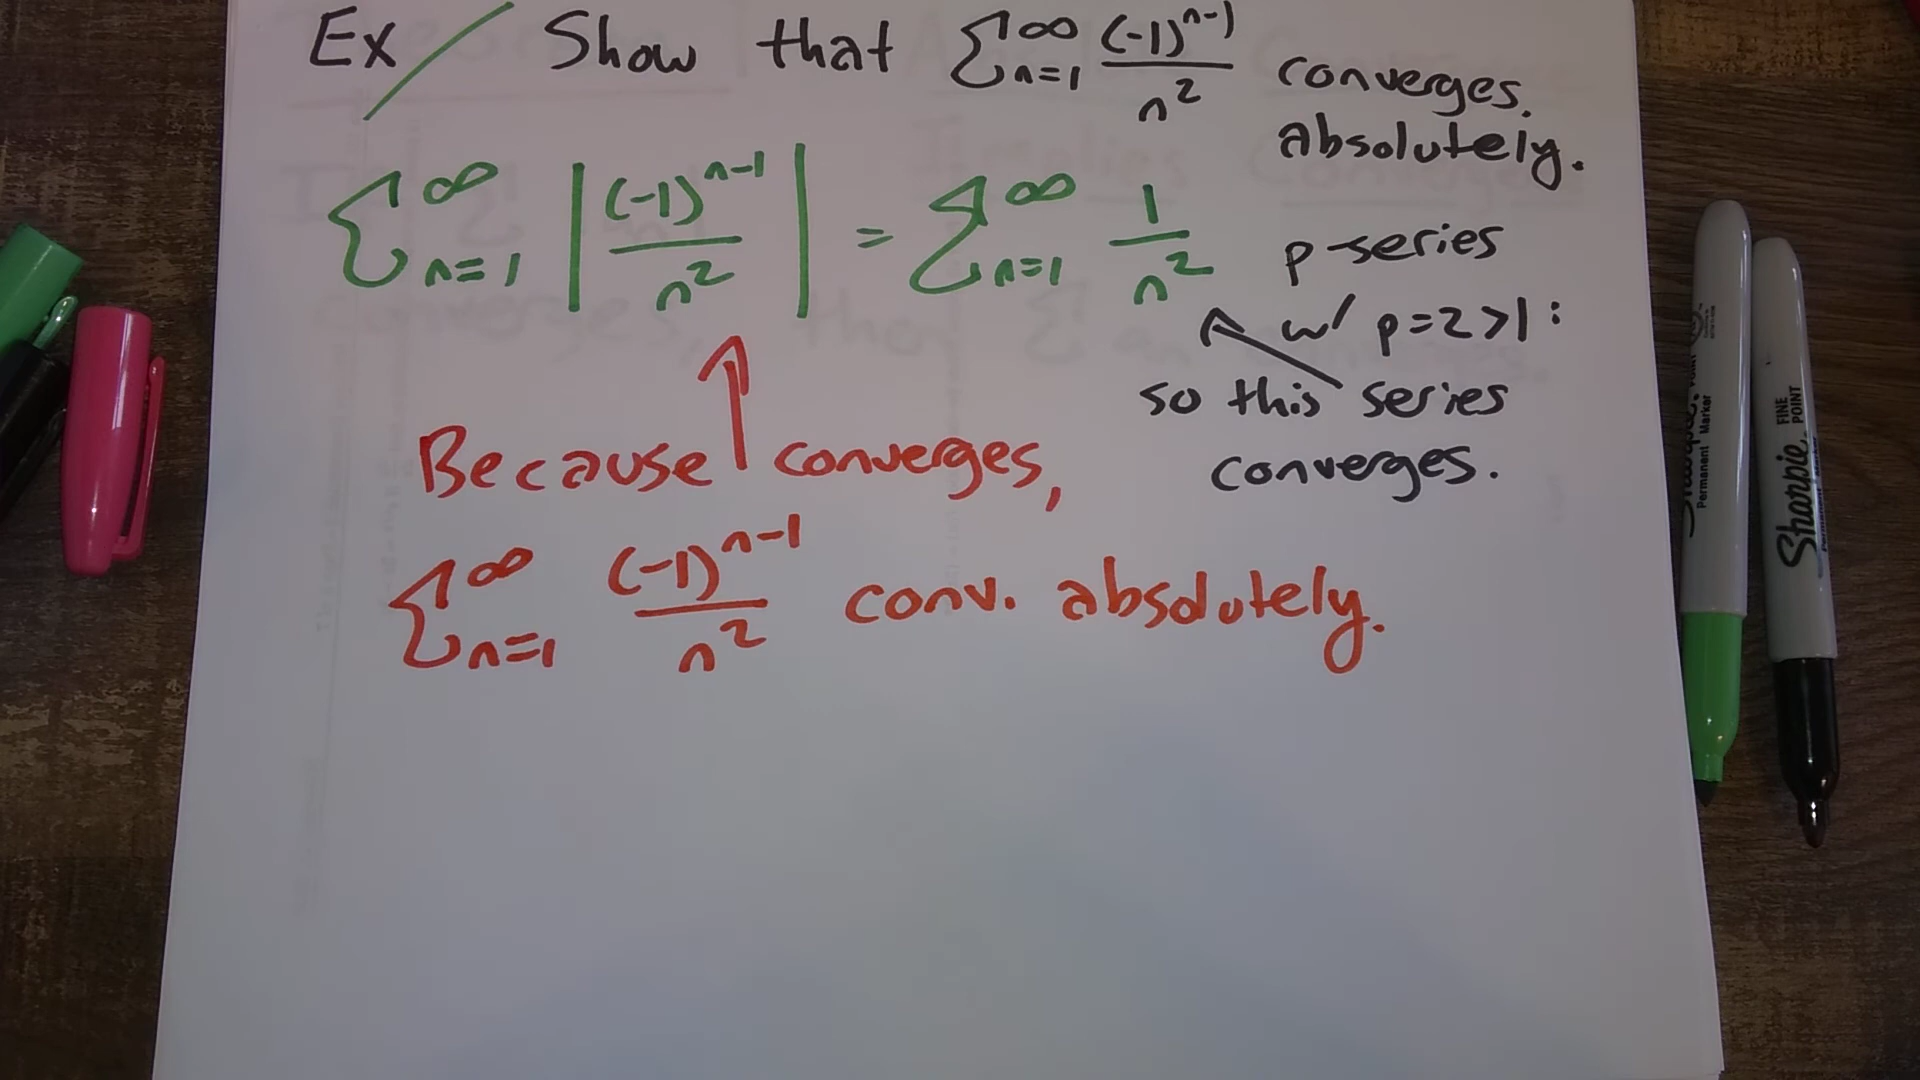 Ex/ Show that ∑_{n=1}^{∞} (-1)^{n-1}/n^2 converges.
absolutely.
∑_{n=1}^{∞} |(-1)^{n-1}/n^2| = ∑_{n=1}^{∞} 1/n^2 p-series
w/ p=2>1:
so this series
converges.
Because ↑ converges,
∑_{n=1}^{∞} (-1)^{n-1}/n^2 conv. absolutely.
Permanent Marker
Sharpie
FINE
POINT